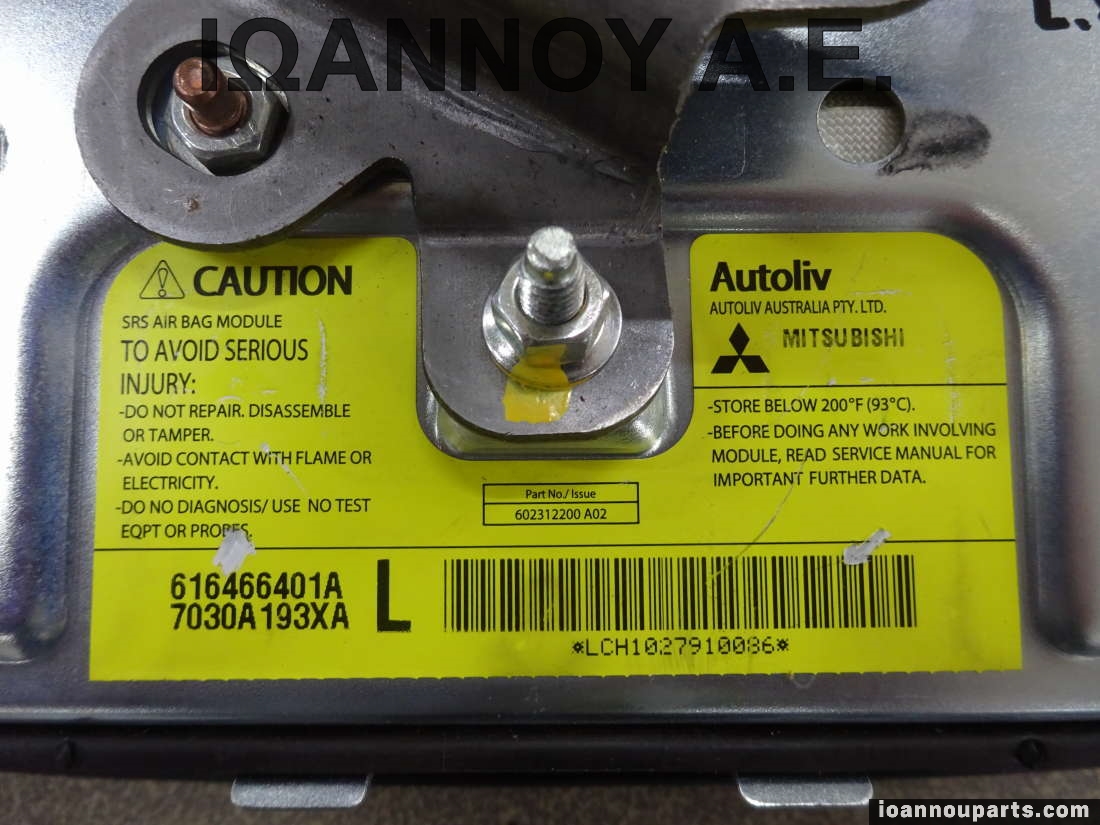 IΩANNOY A.E.
CAUTION
SRS AIR BAG MODULE
TO AVOID SERIOUS
INJURY:
-DO NOT REPAIR. DISASSEMBLE
OR TAMPER.
-AVOID CONTACT WITH FLAME OR
ELECTRICITY.
-DO NO DIAGNOSIS/ USE NO TEST
EQPT OR PROBES.
Autoliv
AUTOLIV AUSTRALIA PTY. LTD.
MITSUBISHI
-STORE BELOW 200°F (93°C).
-BEFORE DOING ANY WORK INVOLVING
MODULE, READ SERVICE MANUAL FOR
IMPORTANT FURTHER DATA.
Part No./ Issue
602312200 A02
616466401A
7030A193XA
L
*LCH1027910086*
ioannouparts.com